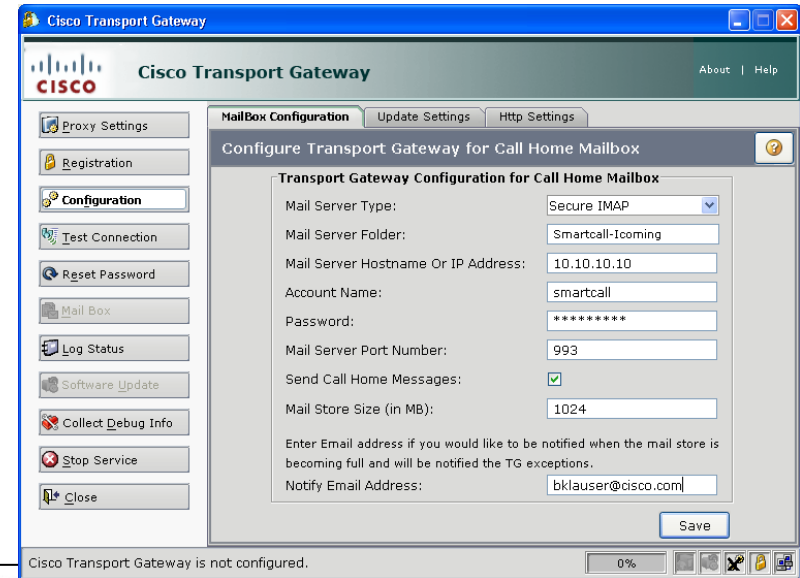 Cisco Transport Gateway
CISCO
Cisco Transport Gateway
About | Help
Proxy Settings
Registration
Configuration
Test Connection
Reset Password
Mail Box
Log Status
Software Update
Collect Debug Info
Stop Service
Close
MailBox Configuration
Update Settings
Http Settings
Configure Transport Gateway for Call Home Mailbox
Transport Gateway Configuration for Call Home Mailbox
Mail Server Type: Secure IMAP
Mail Server Folder: Smartcall-Icoming
Mail Server Hostname Or IP Address: 10.10.10.10
Account Name: smartcall
Password: *********
Mail Server Port Number: 993
Send Call Home Messages:
Mail Store Size (in MB): 1024
Enter Email address if you would like to be notified when the mail store is
becoming full and will be notified the TG exceptions.
Notify Email Address: bklauser@cisco.com
Save
Cisco Transport Gateway is not configured.
0%